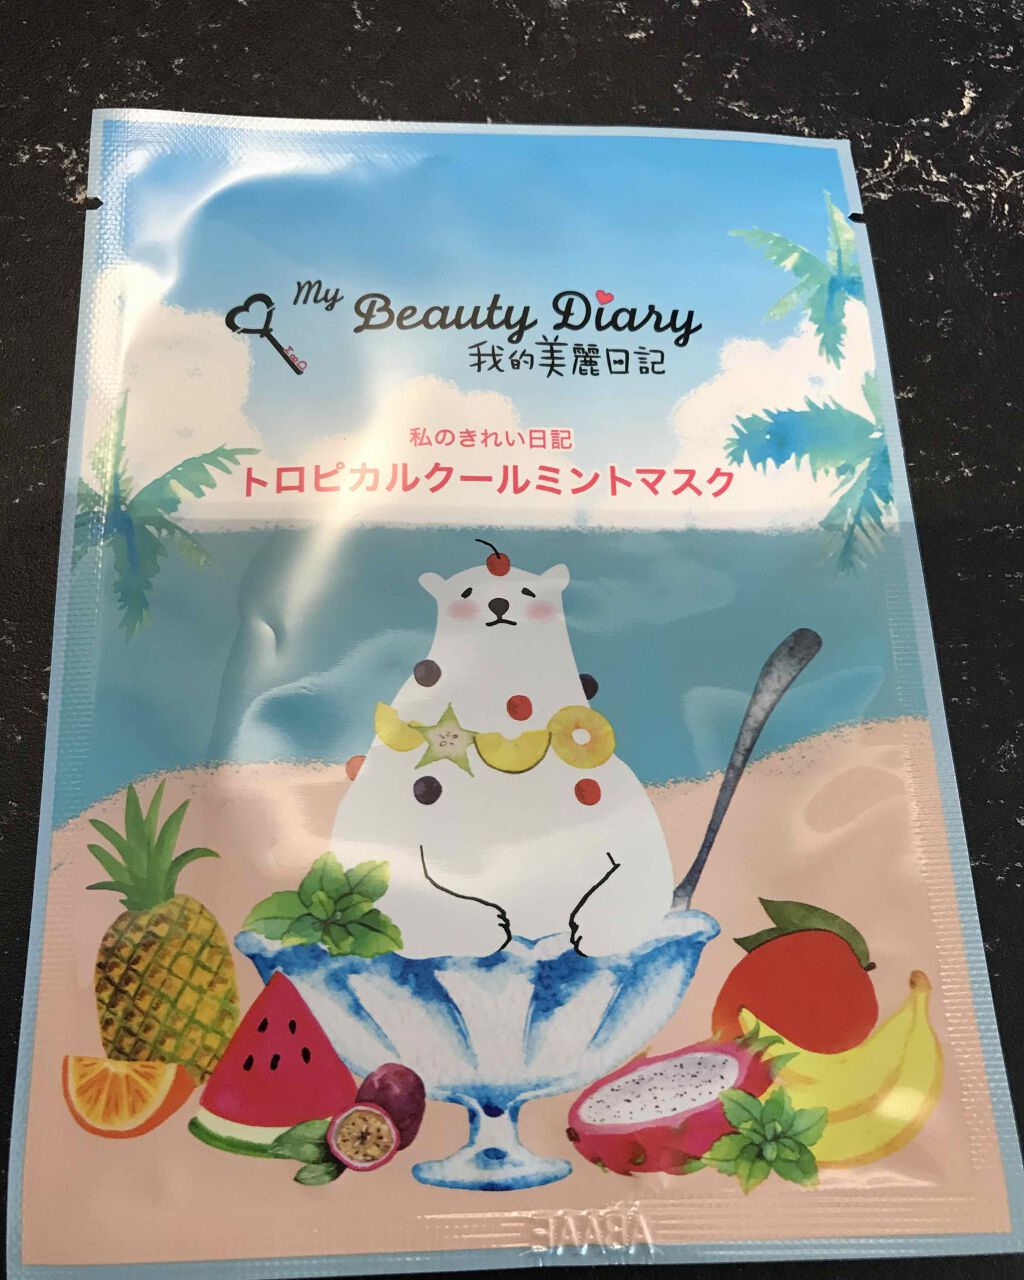 My Beauty Diary
我的美麗日記
私のきれい日記
トロピカルクールミントマスク